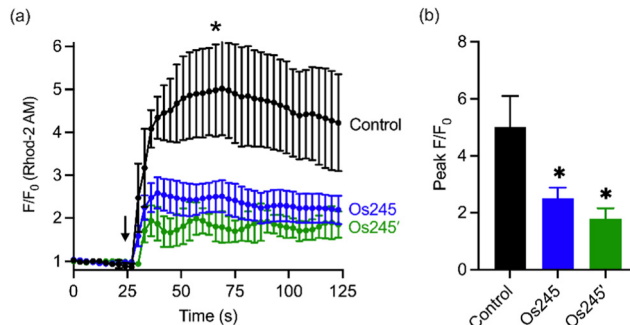 (a)
*
6
5
4
3
2
1
F/F0 (Rhod-2 AM)
Control
Os245
Os245′
0
25
50
75
100
125
Time (s)
(b)
8
6
4
2
0
Peak F/F0
*
*
Control
Os245
Os245′